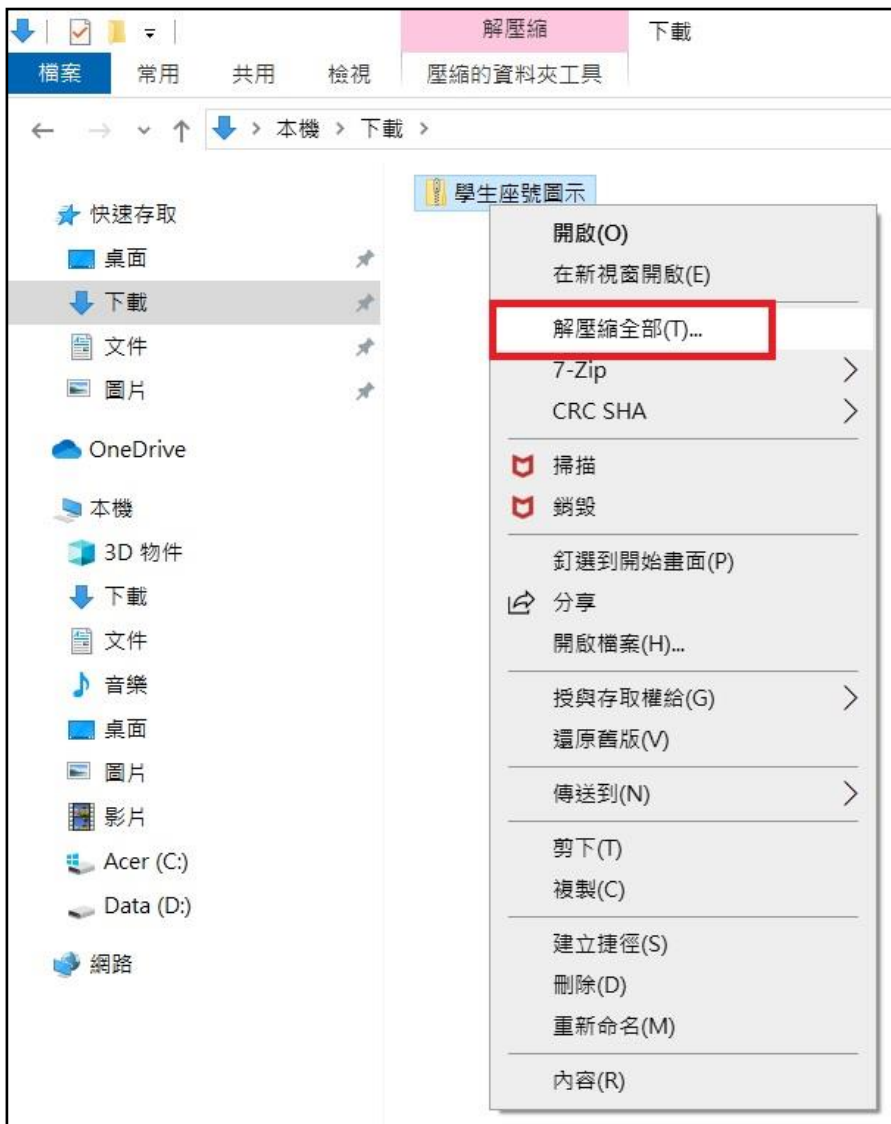 解壓縮
下載
檔案
常用
共用
檢視
壓縮的資料夾工具
本機 > 下載 >
快速存取
桌面
下載
文件
圖片
OneDrive
本機
3D 物件
下載
文件
音樂
桌面
圖片
影片
Acer (C:)
Data (D:)
網路
學生座號圖示
開啟(O)
在新視窗開啟(E)
解壓縮全部(T)...
7-Zip
CRC SHA
掃描
銷毀
釘選到開始畫面(P)
分享
開啟檔案(H)...
授與存取權給(G)
還原舊版(V)
傳送到(N)
剪下(T)
複製(C)
建立捷徑(S)
刪除(D)
重新命名(M)
內容(R)